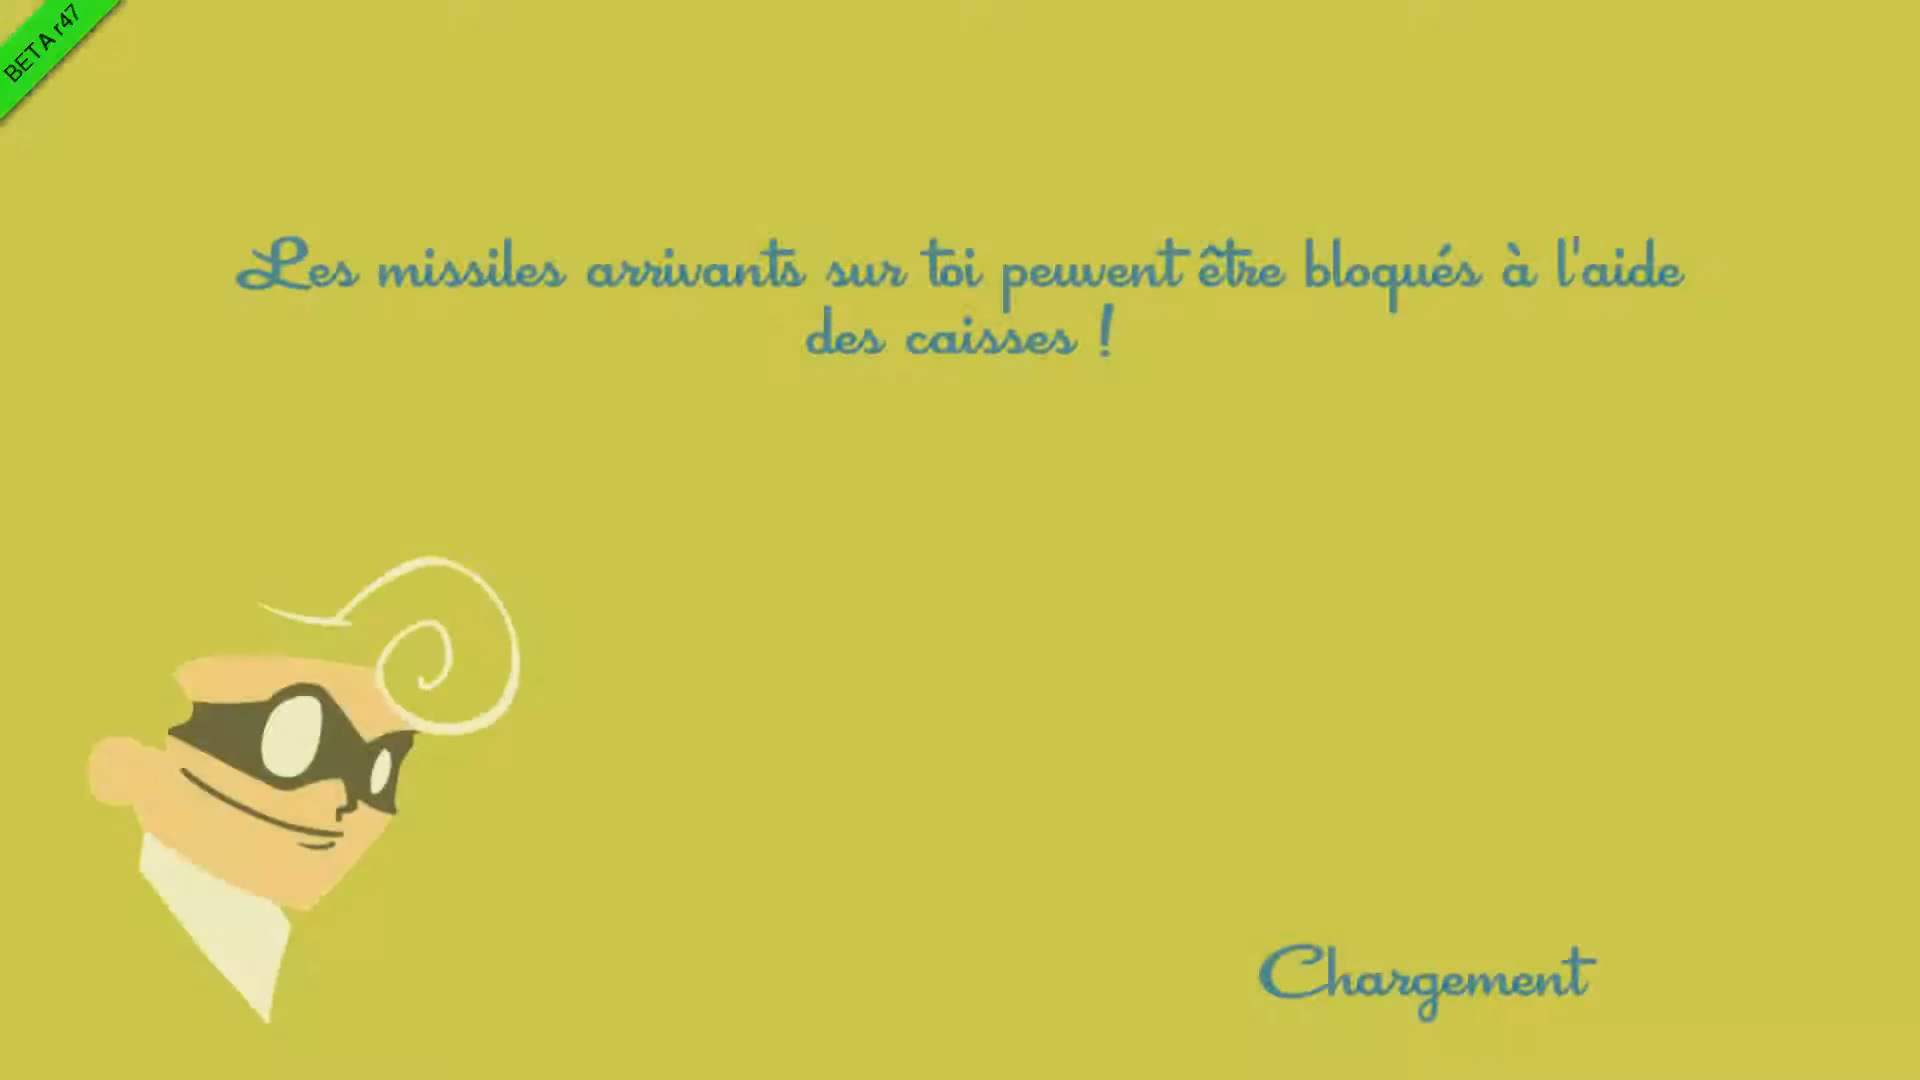 BETA r47
Les missiles arrivants sur toi peuvent être bloqués à l'aide
des caisses !
Chargement